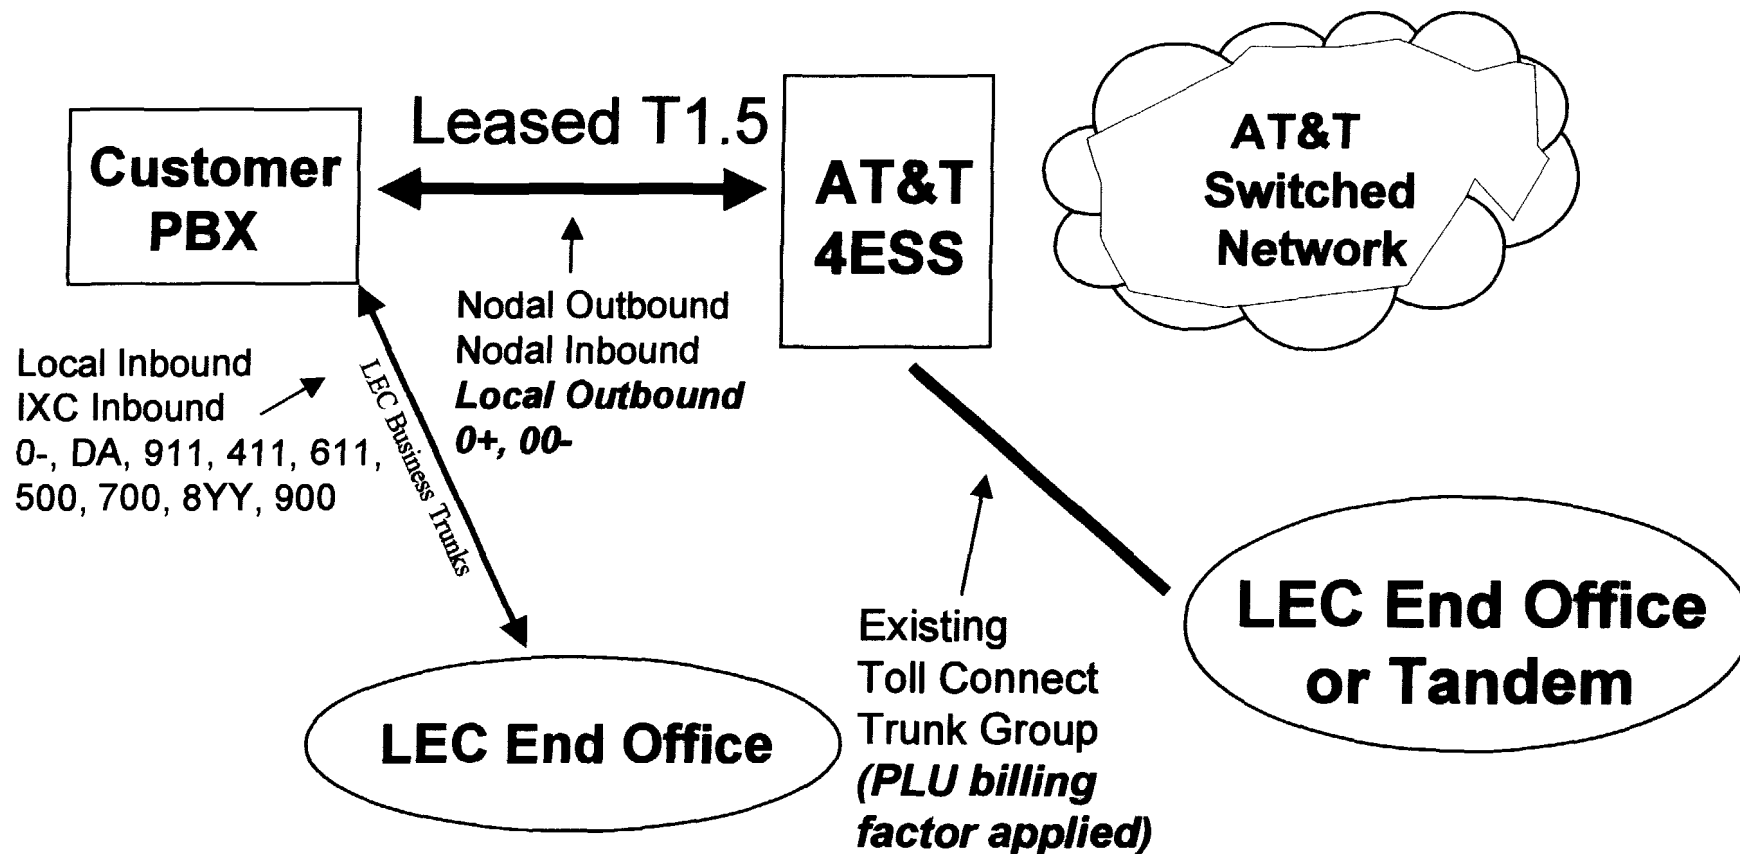 Leased T1.5
Customer
PBX
AT&T
4ESS
AT&T
Switched
Network
Nodal Outbound
Nodal Inbound
Local Outbound
0+, 00-
Local Inbound
IXC Inbound
0-, DA, 911, 411, 611,
500, 700, 8YY, 900
LEC Business Trunks
Existing
Toll Connect
Trunk Group
(PLU billing
factor applied)
LEC End Office
or Tandem
LEC End Office